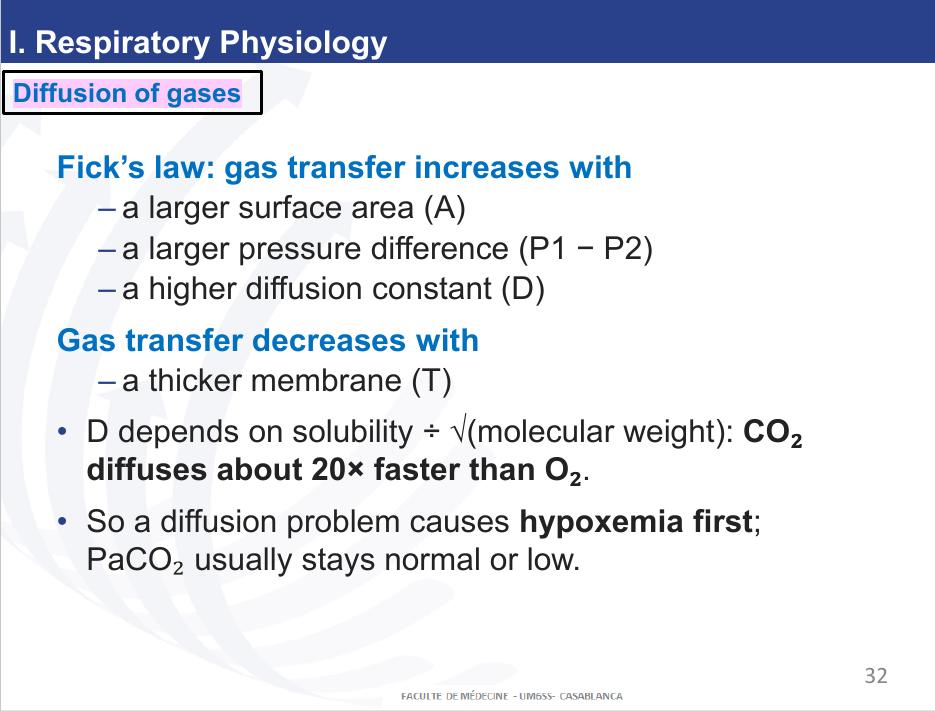 I. Respiratory Physiology
Diffusion of gases
Fick’s law: gas transfer increases with
– a larger surface area (A)
– a larger pressure difference (P1 − P2)
– a higher diffusion constant (D)
Gas transfer decreases with
– a thicker membrane (T)
• D depends on solubility ÷ √(molecular weight): CO₂
diffuses about 20× faster than O₂.
• So a diffusion problem causes hypoxemia first;
PaCO₂ usually stays normal or low.
32
FACULTE DE MÉDECINE - UM6SS- CASABLANCA